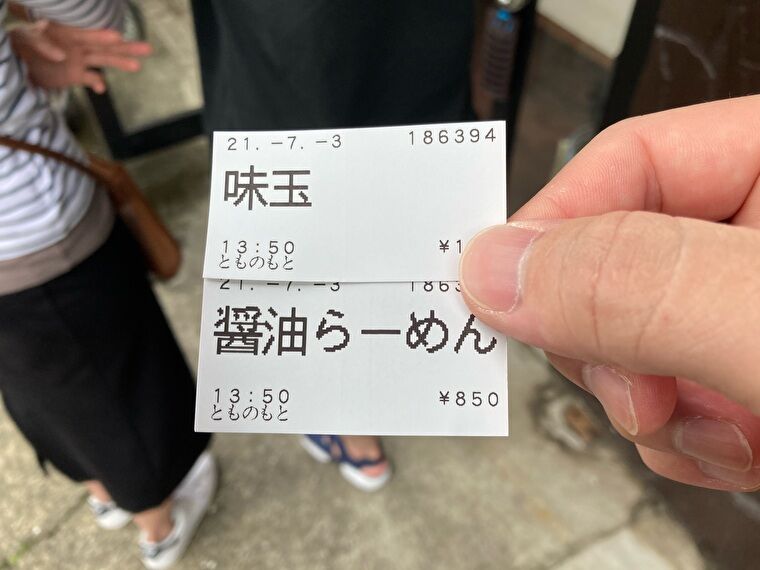 21.-7.-3 186394
味玉
13:50 ¥1
とものもと
21.-7.-3 1863
醤油らーめん
13:50 ¥850
とものもと